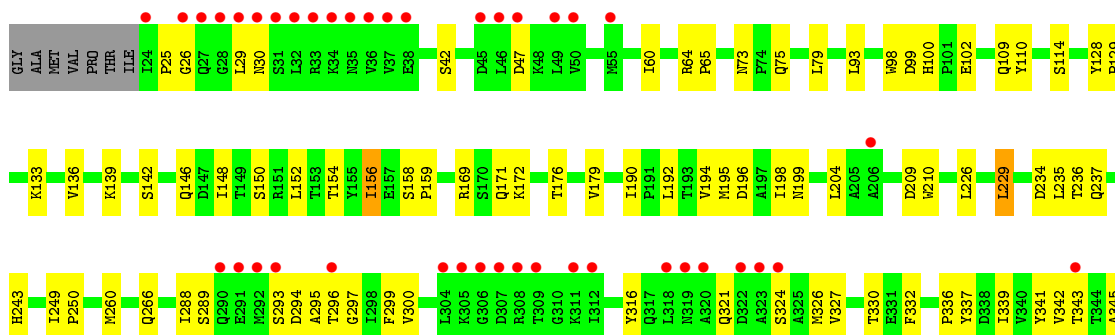 GLY ALA MET VAL PRO THR ILE I24 P25 G26 Q27 G28 L29 N30 S31 L32 R33 K34 N35 V36 V37 E38 S42 D45 L46 D47 K48 L49 V50 M55 I60 R64 P65 N73 P74 Q75 L79 L93 W98 D99 H100 P101 E102 Q109 Y110 S114 Y128 P129
K133 V136 K139 S142 Q146 D147 I148 T149 S150 R151 L152 T153 T154 Y155 I156 E157 S158 P159 R169 S170 Q171 K172 T176 V179 I190 P191 L192 T193 V194 M195 D196 A197 I198 N199 L204 A205 A206 D209 W210 L226 L229 D234 L235 T236 Q237
H243 I249 P250 M260 Q266 I288 S289 Q290 E291 M292 S293 D294 A295 T296 G297 I298 F299 V300 L304 K305 G306 D307 R308 T309 G310 K311 I312 Y316 Q317 L318 N319 A320 Q321 D322 A323 S324 A325 M326 V327 T330 E331 F332 P336 Y337 D338 I339 V340 Y341 V342 T343 T344